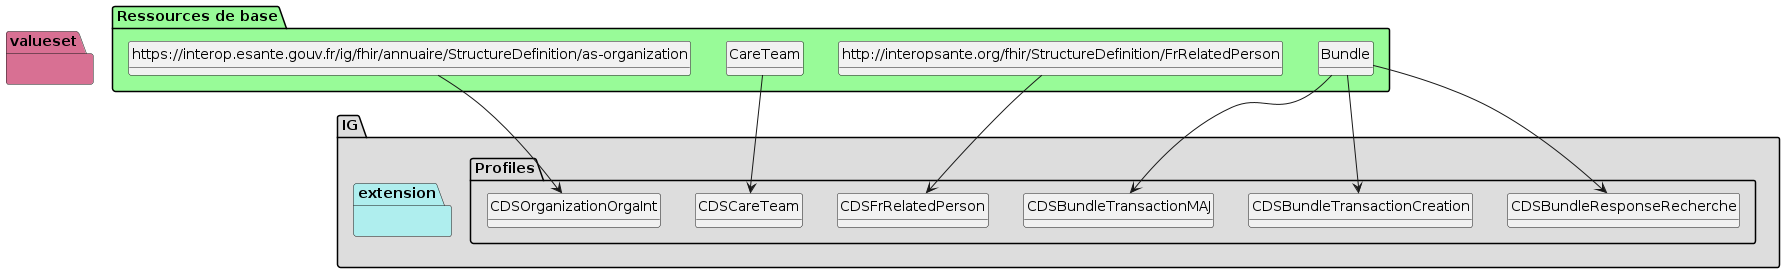 valueset
Ressources de base
https://interop.esante.gouv.fr/ig/fhir/annuaire/StructureDefinition/as-organization
CareTeam
http://interopsante.org/fhir/StructureDefinition/FrRelatedPerson
Bundle
IG
extension
Profiles
CDSOrganizationOrgaInt
CDSCareTeam
CDSFrRelatedPerson
CDSBundleTransactionMAJ
CDSBundleTransactionCreation
CDSBundleResponseRecherche